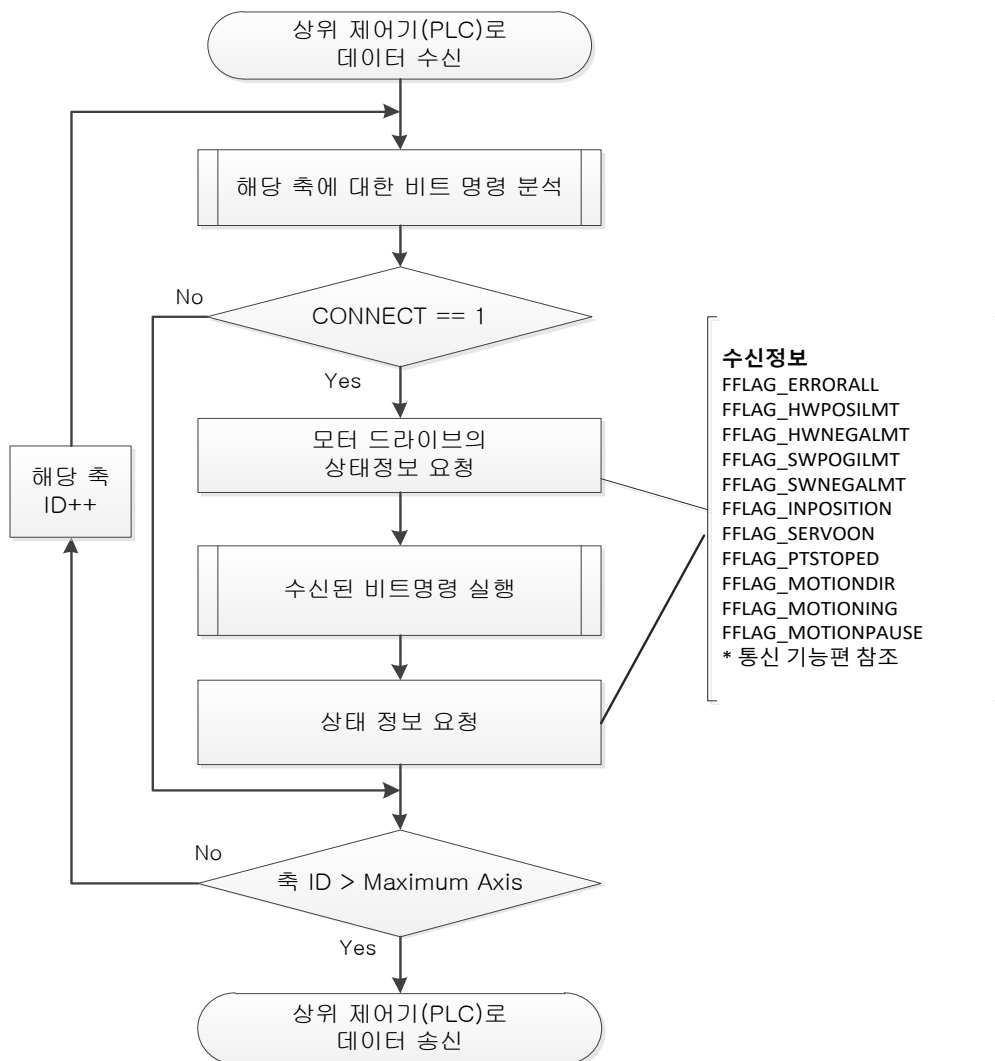 상위 제어기(PLC)로
데이터 수신
해당 축에 대한 비트 명령 분석
No
CONNECT == 1
Yes
모터 드라이브의
상태정보 요청
해당 축
ID++
수신된 비트명령 실행
상태 정보 요청
수신정보
FFLAG_ERRORALL
FFLAG_HWPOSILMT
FFLAG_HWNEGALMT
FFLAG_SWPOGILMT
FFLAG_SWNEGALMT
FFLAG_INPOSITION
FFLAG_SERVOON
FFLAG_PTSTOPED
FFLAG_MOTIONDIR
FFLAG_MOTIONING
FFLAG_MOTIONPAUSE
* 통신 기능편 참조
No
축 ID > Maximum Axis
Yes
상위 제어기(PLC)로
데이터 송신